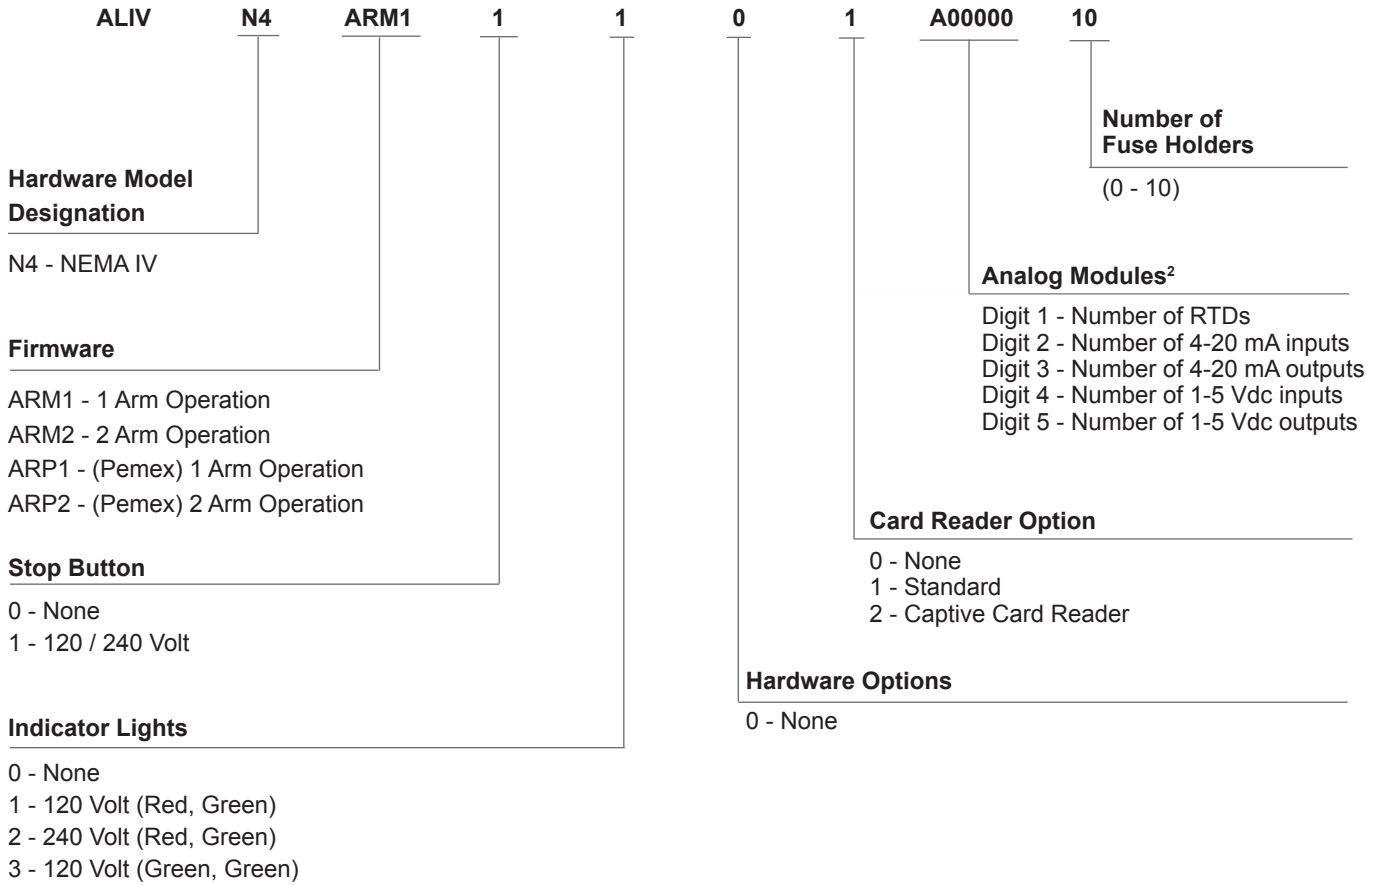 ALIV N4 ARM1 1 1 0 1 A00000 10
Number of
Fuse Holders
(0 - 10)
Hardware Model
Designation
N4 - NEMA IV
Analog Modules2
Digit 1 - Number of RTDs
Digit 2 - Number of 4-20 mA inputs
Digit 3 - Number of 4-20 mA outputs
Digit 4 - Number of 1-5 Vdc inputs
Digit 5 - Number of 1-5 Vdc outputs
Firmware
ARM1 - 1 Arm Operation
ARM2 - 2 Arm Operation
ARP1 - (Pemex) 1 Arm Operation
ARP2 - (Pemex) 2 Arm Operation
Card Reader Option
0 - None
1 - Standard
2 - Captive Card Reader
Stop Button
0 - None
1 - 120 / 240 Volt
Hardware Options
0 - None
Indicator Lights
0 - None
1 - 120 Volt (Red, Green)
2 - 240 Volt (Red, Green)
3 - 120 Volt (Green, Green)